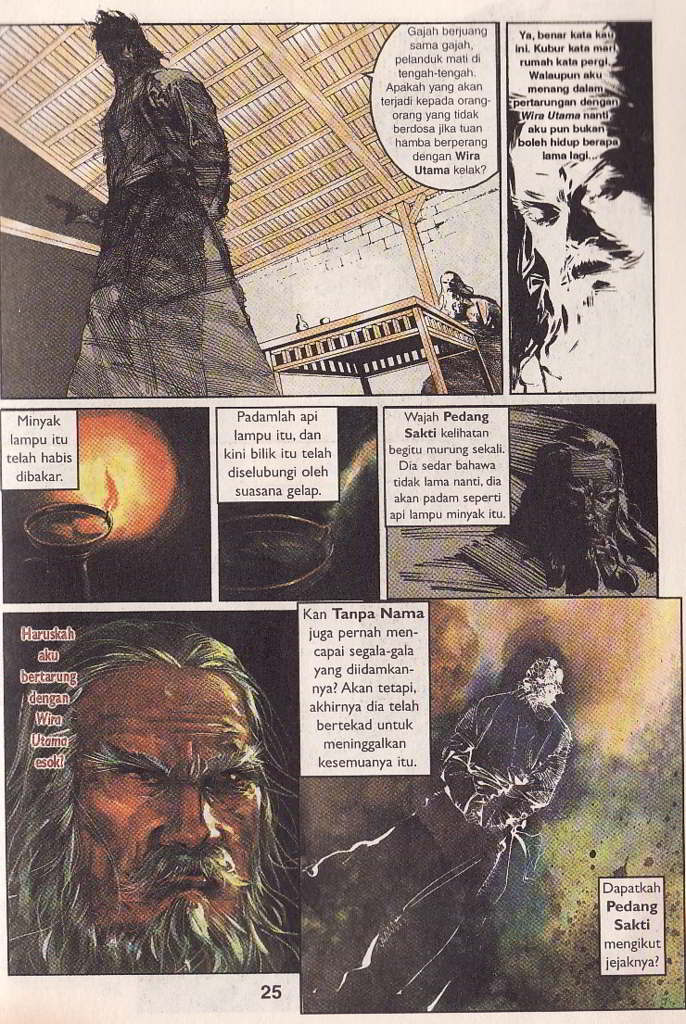 Gajah berjuang
sama gajah,
pelanduk mati di
tengah-tengah.
Apakah yang akan
terjadi kepada orang-
orang yang tidak
berdosa jika tuan
hamba berperang
dengan Wira
Utama kelak?
Ya, benar kata kau
ini. Kubur kata mari
rumah kata pergi.
Walaupun aku
menang dalam
pertarungan dengan
Wira Utama nanti
aku pun bukan
boleh hidup berapa
lama lagi...
Minyak
lampu itu
telah habis
dibakar.
Padamlah api
lampu itu, dan
kini bilik itu telah
diselubungi oleh
suasana gelap.
Wajah Pedang
Sakti kelihatan
begitu murung sekali.
Dia sedar bahawa
tidak lama nanti, dia
akan padam seperti
api lampu minyak itu.
Haruskah
aku
bertarung
dengan
Wira
Utama
esok?
Kan Tanpa Nama
juga pernah men-
capai segala-gala
yang diidamkan-
nya? Akan tetapi,
akhirnya dia telah
bertekad untuk
meninggalkan
kesemuanya itu.
Dapatkah
Pedang
Sakti
mengikut
jejaknya?
25